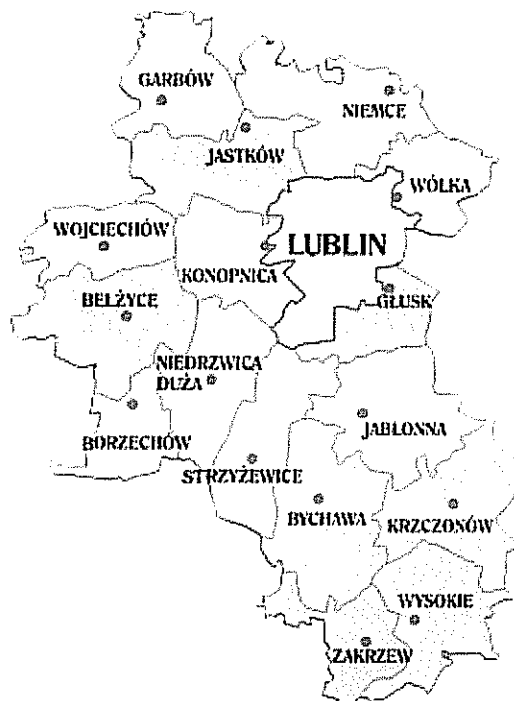 GARBÓW
NIEMCE
JASTKÓW
WÓLKA
WOJCIECHÓW
LUBLIN
KONOPNICA
BEŁŻYCE
GŁUSK
NIEDRZWICA
DUŻA
BORZECHÓW
JABŁONNA
STRZYŻEWICE
BYCHAWA
KRZCZONÓW
WYSOKIE
ZAKRZEW